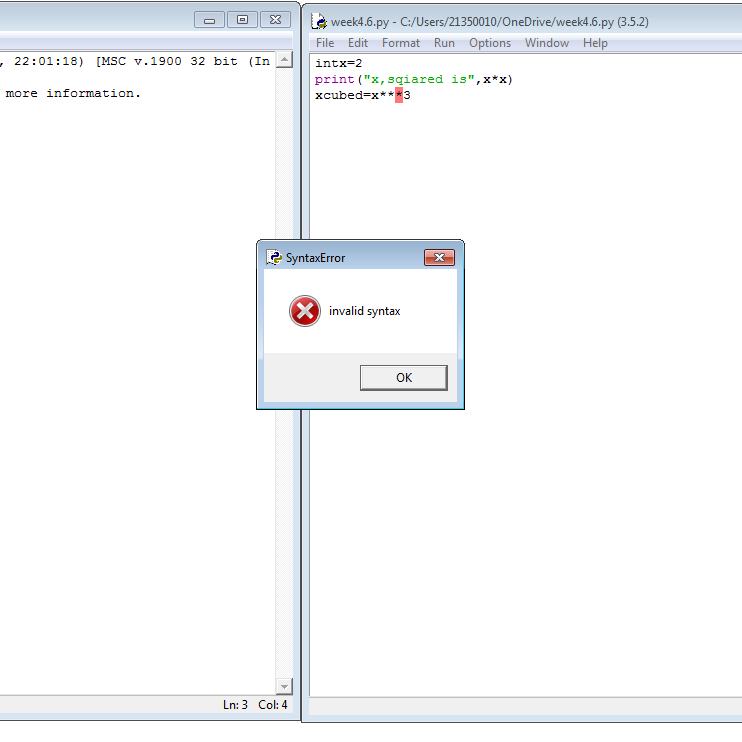 week4.6.py - C:/Users/21350010/OneDrive/week4.6.py (3.5.2)
File Edit Format Run Options Window Help
, 22:01:18) [MSC v.1900 32 bit (In
more information.
intx=2
print("x,sqiared is",x*x)
xcubed=x***3
SyntaxError
invalid syntax
OK
Ln: 3 Col: 4